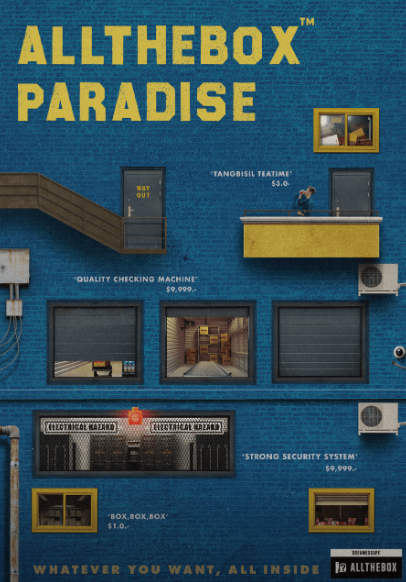 ALLTHEBOX™
PARADISE
'TANGBISIL TEATIME'
$3.0-
WAY
OUT
'QUALITY CHECKING MACHINE'
$9,999.-
ELECTRICAL HAZARD
ELECTRICAL HAZARD
'STRONG SECURITY SYSTEM'
$9,999.-
'BOX,BOX,BOX'
$1.0.-
WHATEVER YOU WANT, ALL INSIDE
DREAMESCAPE
ALLTHEBOX